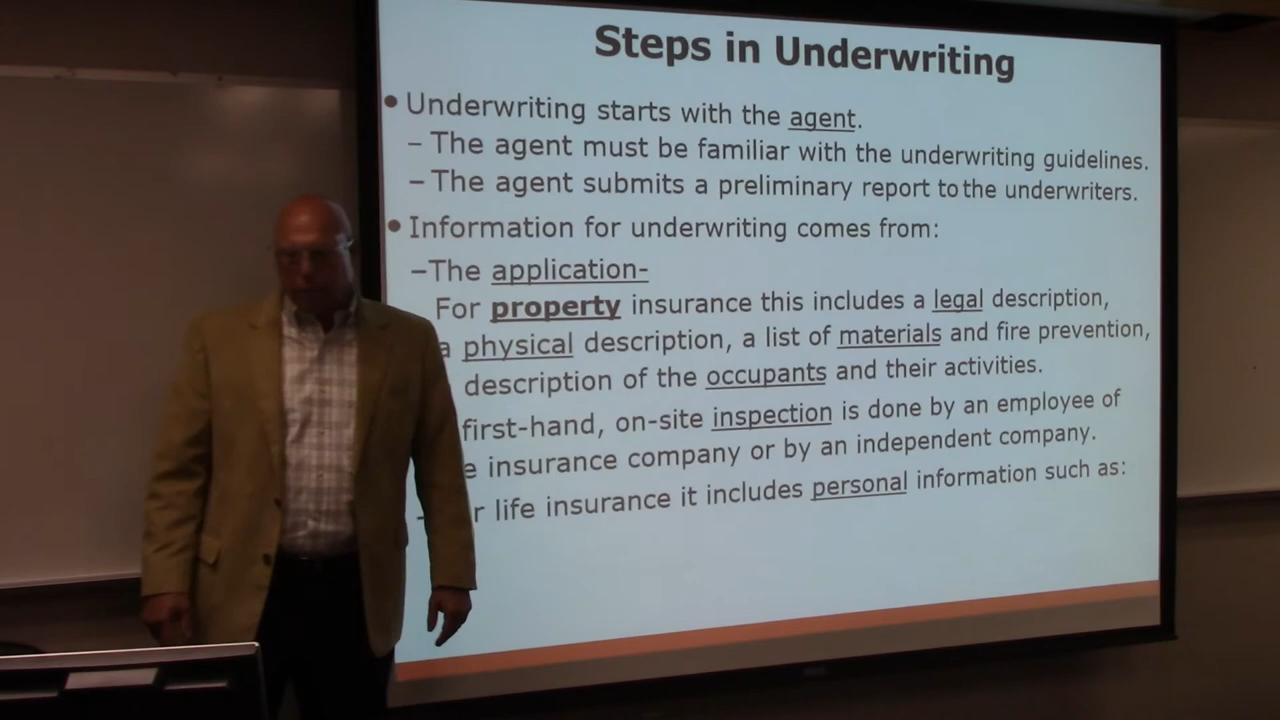 Steps in Underwriting
• Underwriting starts with the agent.
– The agent must be familiar with the underwriting guidelines.
– The agent submits a preliminary report to the underwriters.
• Information for underwriting comes from:
–The application-
For property insurance this includes a legal description,
a physical description, a list of materials and fire prevention,
description of the occupants and their activities.
first-hand, on-site inspection is done by an employee of
e insurance company or by an independent company.
– r life insurance it includes personal information such as: